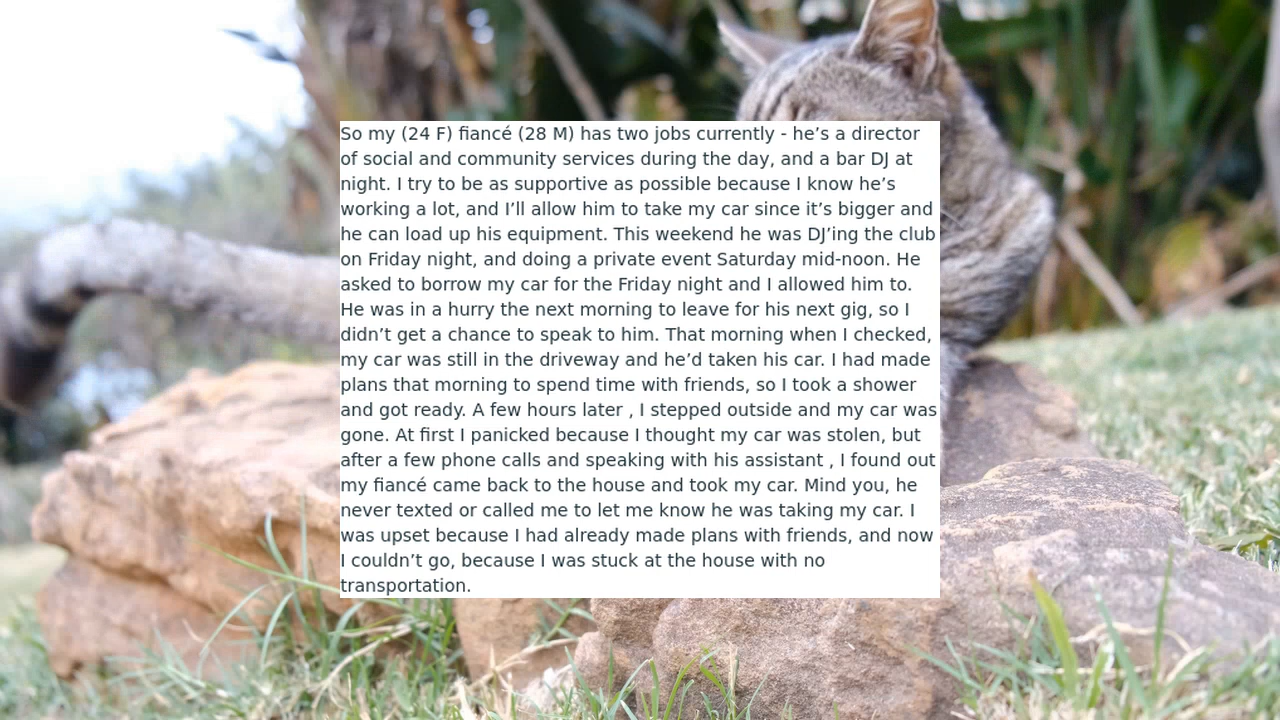 So my (24 F) fiancé (28 M) has two jobs currently - he’s a director
of social and community services during the day, and a bar DJ at
night. I try to be as supportive as possible because I know he’s
working a lot, and I’ll allow him to take my car since it’s bigger and
he can load up his equipment. This weekend he was DJ’ing the club
on Friday night, and doing a private event Saturday mid-noon. He
asked to borrow my car for the Friday night and I allowed him to.
He was in a hurry the next morning to leave for his next gig, so I
didn’t get a chance to speak to him. That morning when I checked,
my car was still in the driveway and he’d taken his car. I had made
plans that morning to spend time with friends, so I took a shower
and got ready. A few hours later , I stepped outside and my car was
gone. At first I panicked because I thought my car was stolen, but
after a few phone calls and speaking with his assistant , I found out
my fiancé came back to the house and took my car. Mind you, he
never texted or called me to let me know he was taking my car. I
was upset because I had already made plans with friends, and now
I couldn’t go, because I was stuck at the house with no
transportation.